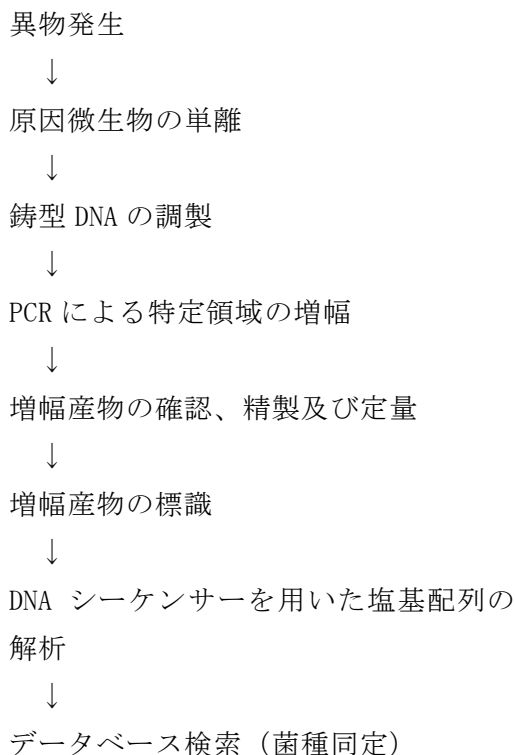 異物発生
↓
原因微生物の単離
↓
鋳型 DNA の調製
↓
PCR による特定領域の増幅
↓
増幅産物の確認、精製及び定量
↓
増幅産物の標識
↓
DNA シーケンサーを用いた塩基配列の
解析
↓
データベース検索（菌種同定）